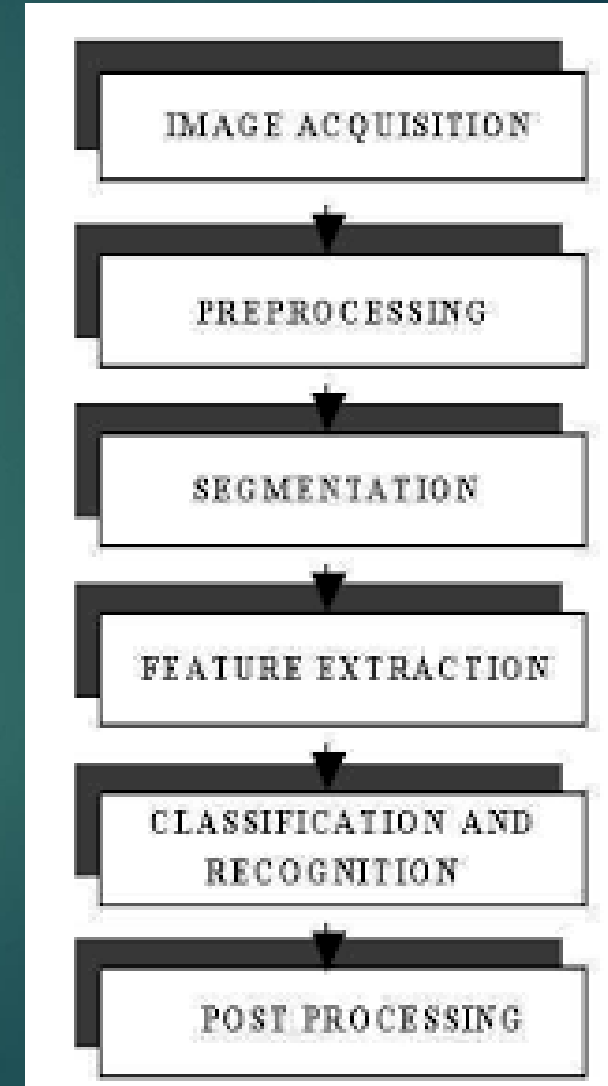 IMAGE ACQUISITION
PREPROCESSING
SEGMENTATION
FEATURE EXTRACTION
CLASSIFICATION AND
RECOGNITION
POST PROCESSING